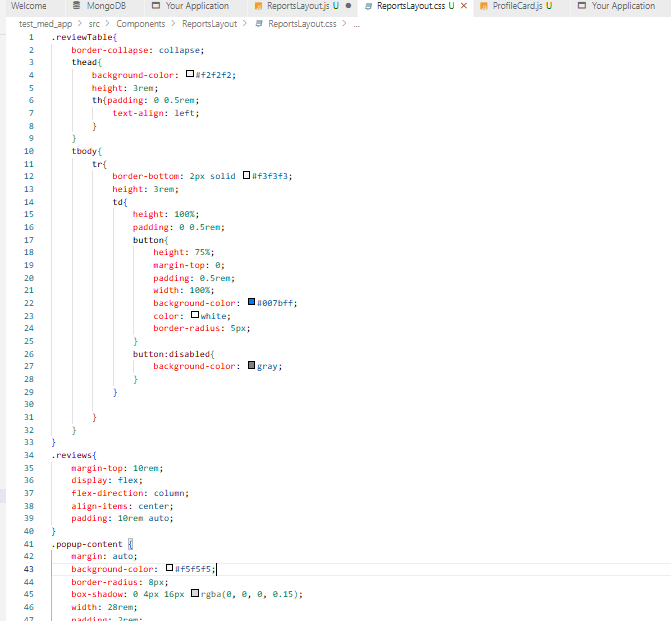 Welcome MongoDB Your Application ReportsLayout.js U ReportsLayout.css U ProfileCard.js U Your Application
test_med_app > src > Components > ReportsLayout > ReportsLayout.css > ...
1 .reviewTable{
2 border-collapse: collapse;
3 thead{
4 background-color: #f2f2f2;
5 height: 3rem;
6 th{padding: 0 0.5rem;
7 text-align: left;
8 }
9 }
10 tbody{
11 tr{
12 border-bottom: 2px solid #f3f3f3;
13 height: 3rem;
14 td{
15 height: 100%;
16 padding: 0 0.5rem;
17 button{
18 height: 75%;
19 margin-top: 0;
20 padding: 0.5rem;
21 width: 100%;
22 background-color: #007bff;
23 color: white;
24 border-radius: 5px;
25 }
26 button:disabled{
27 background-color: gray;
28 }
29 }
30
31 }
32 }
33 }
34 .reviews{
35 margin-top: 10rem;
36 display: flex;
37 flex-direction: column;
38 align-items: center;
39 padding: 10rem auto;
40 }
41 .popup-content {
42 margin: auto;
43 background-color: #f5f5f5;
44 border-radius: 8px;
45 box-shadow: 0 4px 16px rgba(0, 0, 0, 0.15);
46 width: 28rem;
47 padding: 2rem;